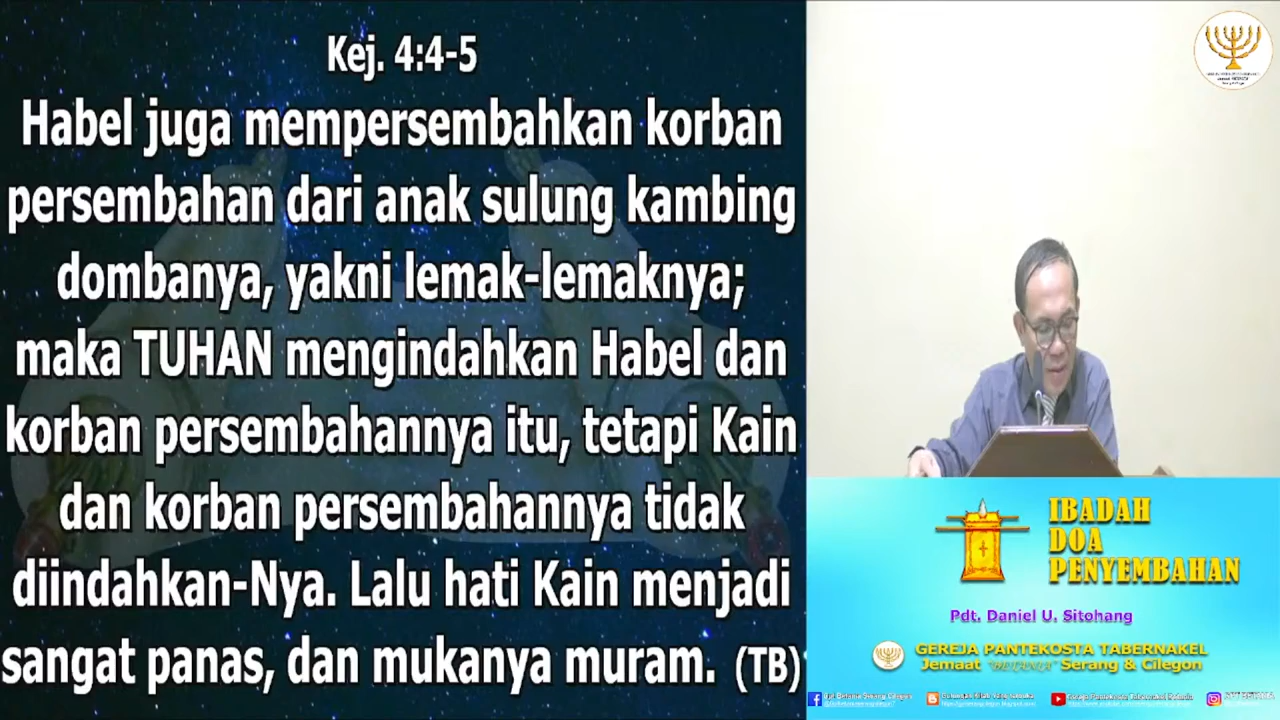 Kej. 4:4-5
Habel juga mempersembahkan korban
persembahan dari anak sulung kambing
dombanya, yakni lemak-lemaknya;
maka TUHAN mengindahkan Habel dan
korban persembahannya itu, tetapi Kain
dan korban persembahannya tidak
diindahkan-Nya. Lalu hati Kain menjadi
sangat panas, dan mukanya muram. (TB)
IBADAH
DOA
PENYEMBAHAN
Pdt. Daniel U. Sitohang
GEREJA PANTEKOSTA TABERNAKEL
Jemaat "BETANIA" Serang & Cilegon